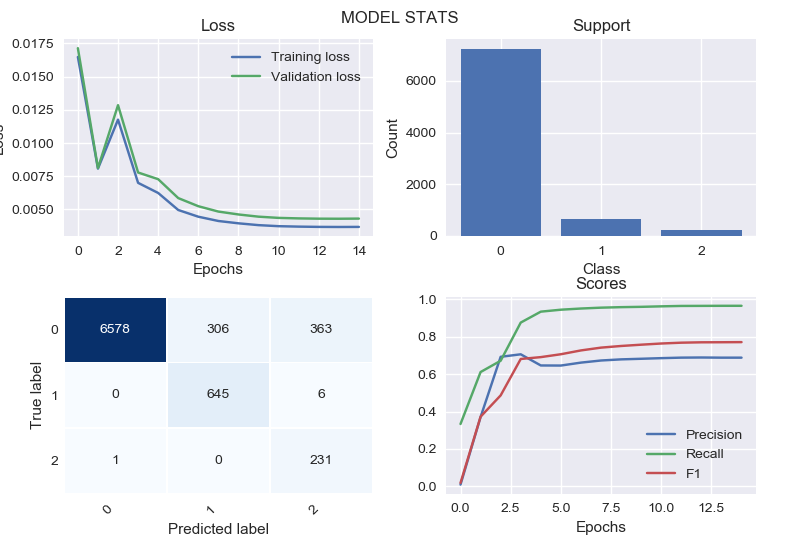 MODEL STATS
Loss
0.0175
0.0150
0.0125
0.0100
0.0075
0.0050
Training loss
Validation loss
0 2 4 6 8 10 12 14
Epochs
Support
Count
6000
4000
2000
0
0 1 2
Class
True label
0 6578 306 363
1 0 645 6
2 1 0 231
0 1 2
Predicted label
Scores
1.0
0.8
0.6
0.4
0.2
0.0
Precision
Recall
F1
0.0 2.5 5.0 7.5 10.0 12.5
Epochs